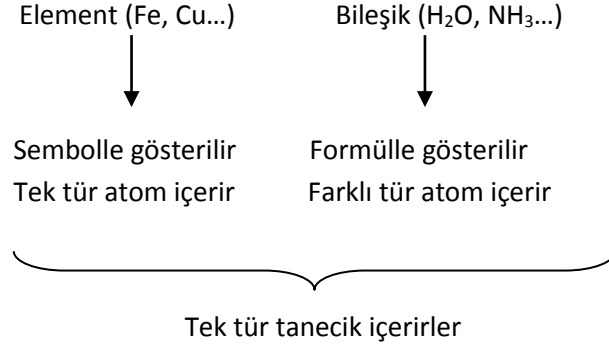 Element (Fe, Cu…) Bileşik (H₂O, NH₃…)
Sembolle gösterilir Formülle gösterilir
Tek tür atom içerir Farklı tür atom içerir
Tek tür tanecik içerirler